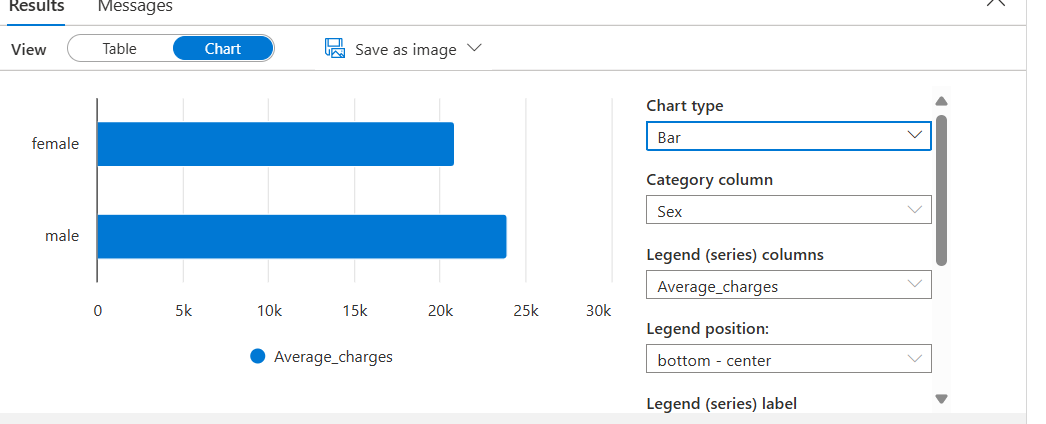 Results Messages
View Table Chart Save as image
female
male
0 5k 10k 15k 20k 25k 30k
Average_charges
Chart type
Bar
Category column
Sex
Legend (series) columns
Average_charges
Legend position:
bottom - center
Legend (series) label